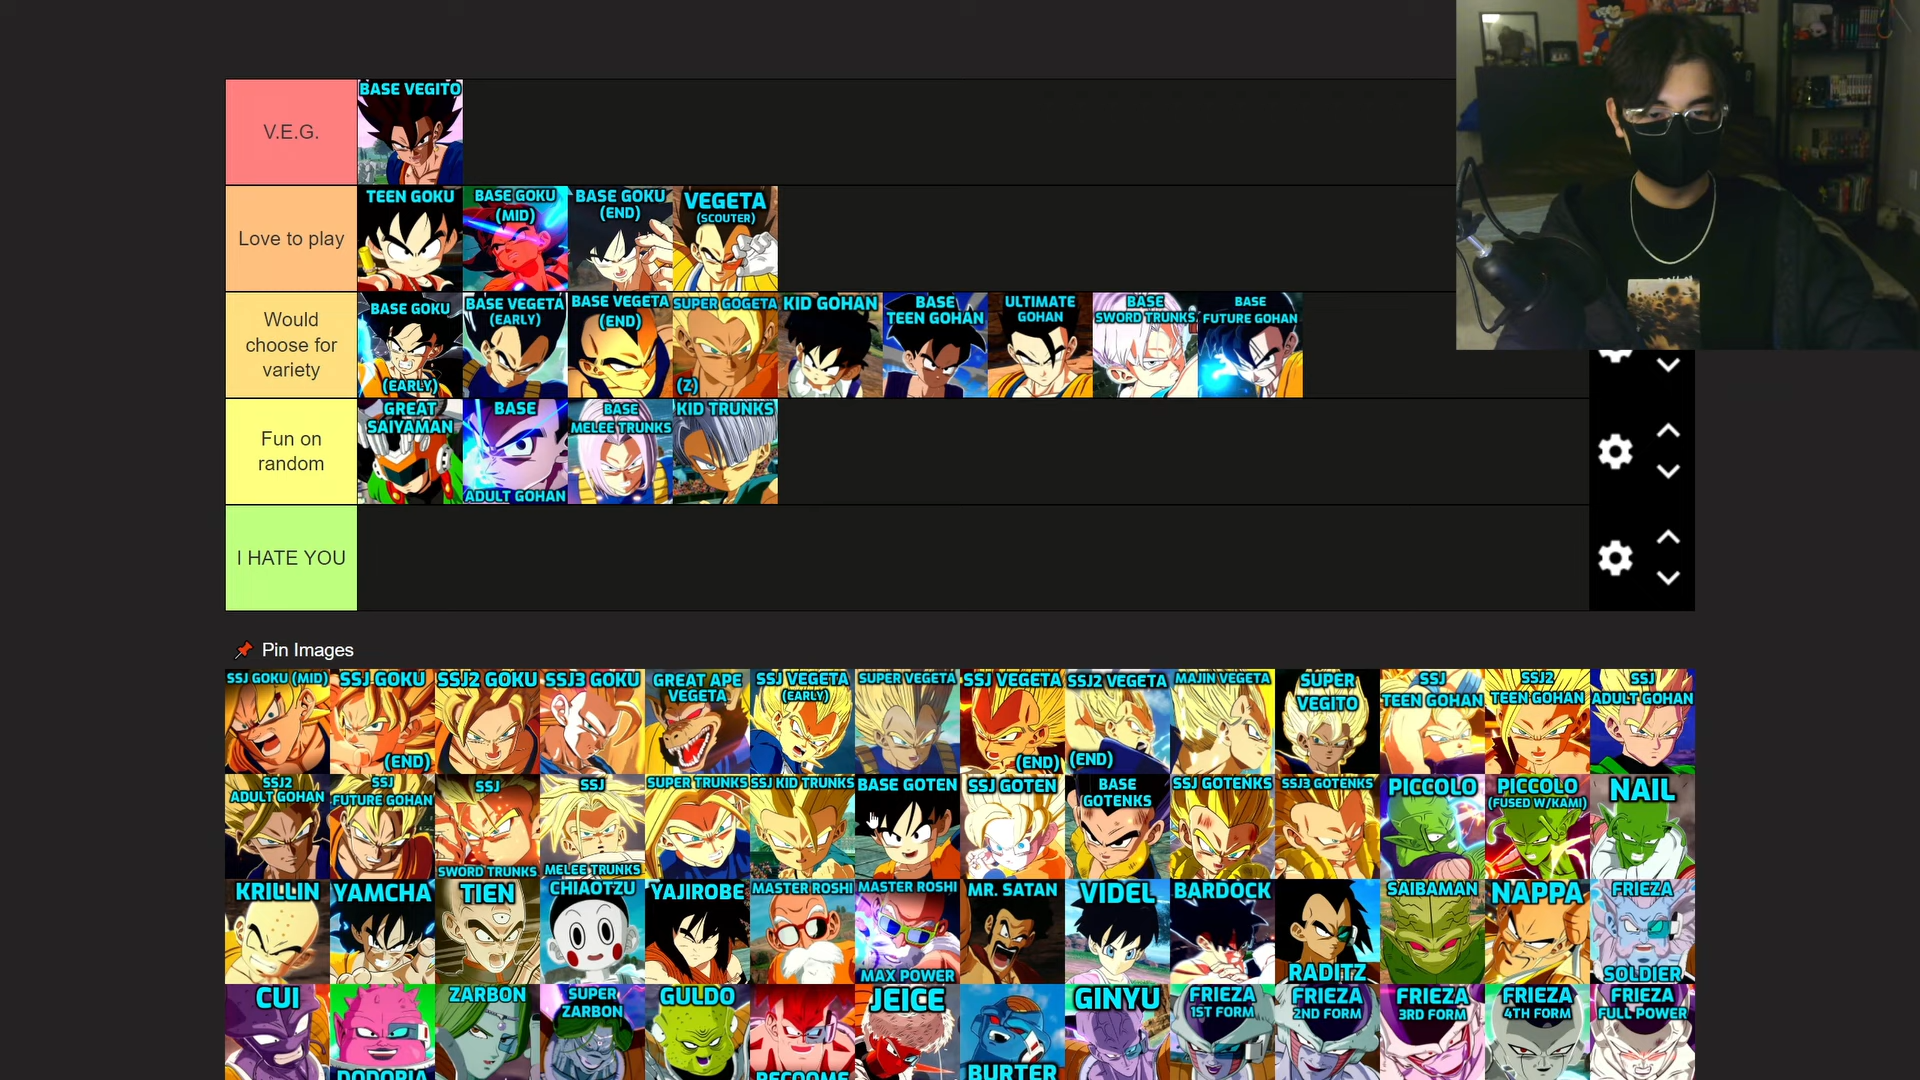 V.E.G.
BASE VEGITO
Love to play
TEEN GOKU
BASE GOKU
(MID)
BASE GOKU
(END)
VEGETA
(SCOUTER)
Would
choose for
variety
BASE GOKU
(EARLY)
BASE VEGETA
(EARLY)
BASE VEGETA
(END)
SUPER GOGETA
(Z)
KID GOHAN
BASE
TEEN GOHAN
ULTIMATE
GOHAN
BASE
SWORD TRUNKS
BASE
FUTURE GOHAN
Fun on
random
GREAT
SAIYAMAN
BASE
ADULT GOHAN
BASE
MELEE TRUNKS
KID TRUNKS
I HATE YOU
Pin Images
SSJ GOKU (MID)
SSJ GOKU
(END)
SSJ2 GOKU
SSJ3 GOKU
GREAT APE
VEGETA
SSJ VEGETA
(EARLY)
SUPER VEGETA
SSJ VEGETA
(END)
SSJ2 VEGETA
(END)
MAJIN VEGETA
SUPER
VEGITO
SSJ
TEEN GOHAN
SSJ2
TEEN GOHAN
SSJ
ADULT GOHAN
SSJ2
ADULT GOHAN
SSJ
FUTURE GOHAN
SSJ
SWORD TRUNKS
SSJ
MELEE TRUNKS
SUPER TRUNKS
SSJ KID TRUNKS
BASE GOTEN
SSJ GOTEN
BASE
GOTENKS
SSJ GOTENKS
SSJ3 GOTENKS
PICCOLO
PICCOLO
(FUSED W/KAMI)
NAIL
KRILLIN
YAMCHA
TIEN
CHIAOTZU
YAJIROBE
MASTER ROSHI
MASTER ROSHI
MAX POWER
MR. SATAN
VIDEL
BARDOCK
RADITZ
SAIBAMAN
NAPPA
FRIEZA
SOLDIER
CUI
DODORIA
ZARBON
SUPER
ZARBON
GULDO
RECOOME
JEICE
BURTER
GINYU
FRIEZA
1ST FORM
FRIEZA
2ND FORM
FRIEZA
3RD FORM
FRIEZA
4TH FORM
FRIEZA
FULL POWER